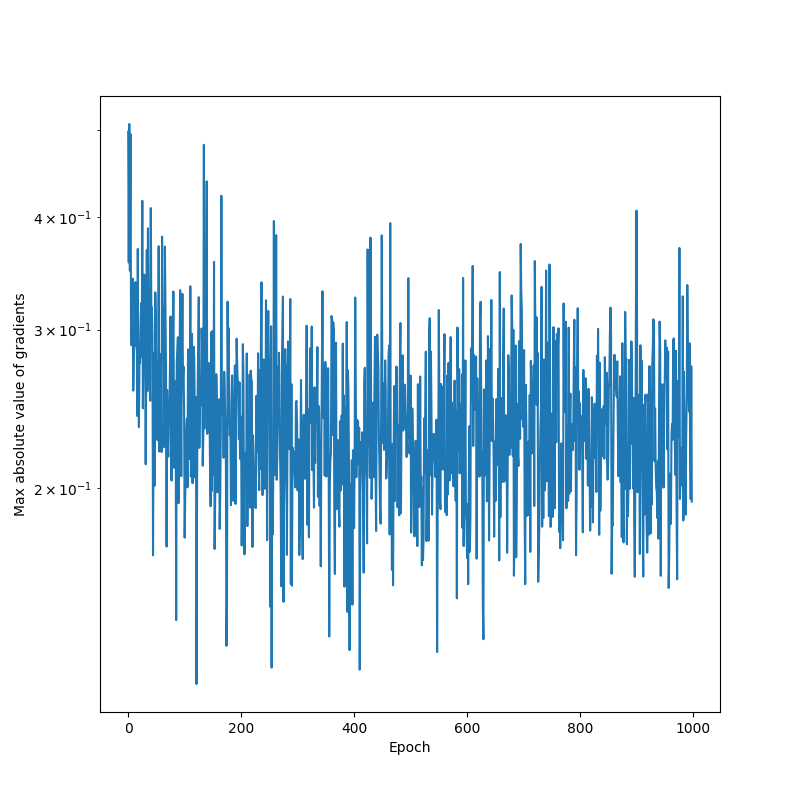 Max absolute value of gradients
4 × 10⁻¹
3 × 10⁻¹
2 × 10⁻¹
0 200 400 600 800 1000
Epoch